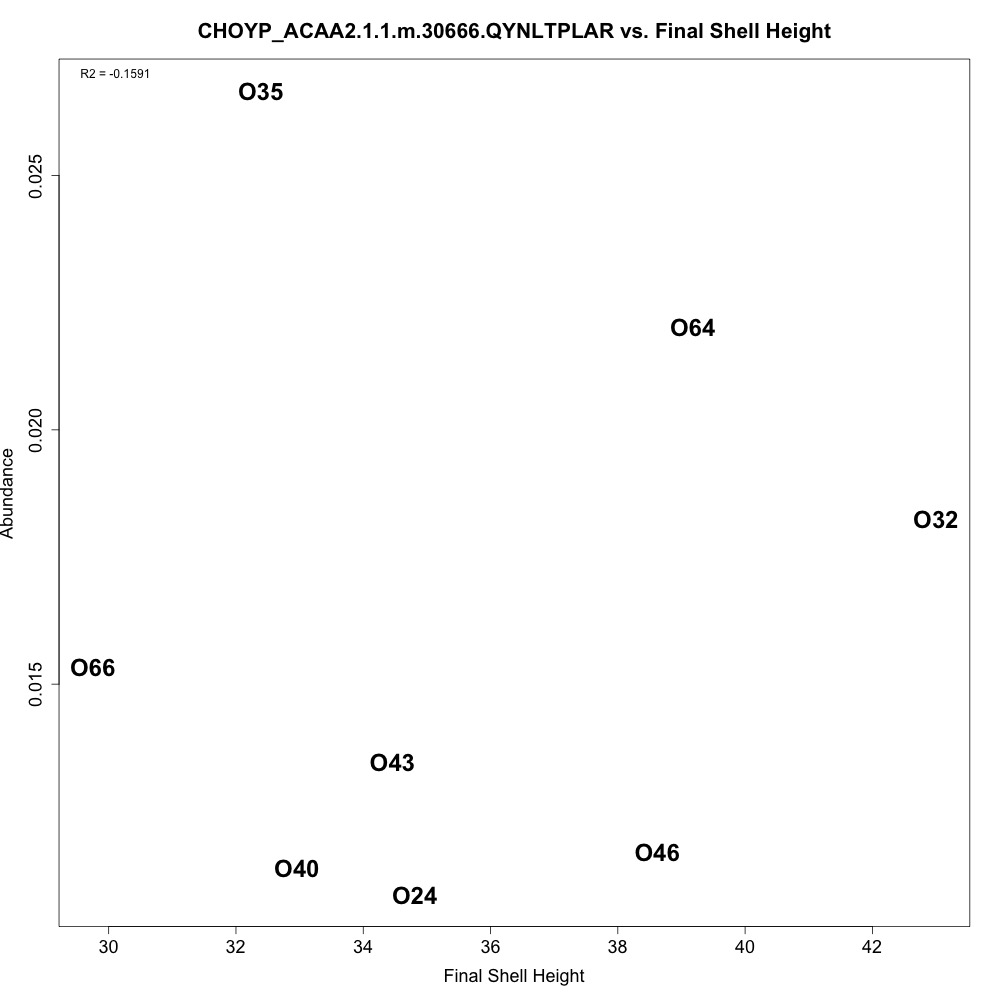 CHOYP_ACAA2.1.1.m.30666.QYNLTPLAR vs. Final Shell Height
R2 = -0.1591
O35
0.025
O64
0.020
Abundance
O32
O66
0.015
O43
O46
O40
O24
30 32 34 36 38 40 42
Final Shell Height